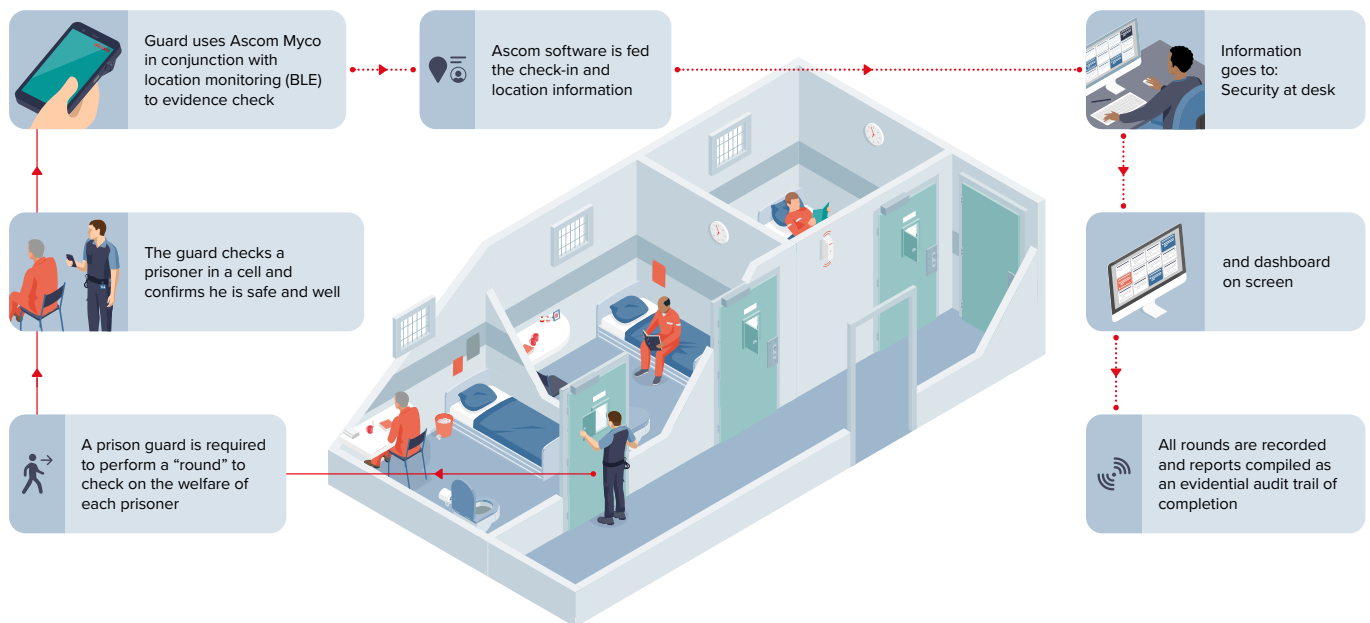 Guard uses Ascom Myco
in conjunction with
location monitoring (BLE)
to evidence check
Ascom software is fed
the check-in and
location information
Information
goes to:
Security at desk
The guard checks a
prisoner in a cell and
confirms he is safe and well
and dashboard
on screen
A prison guard is required
to perform a “round” to
check on the welfare of
each prisoner
All rounds are recorded
and reports compiled as
an evidential audit trail of
completion